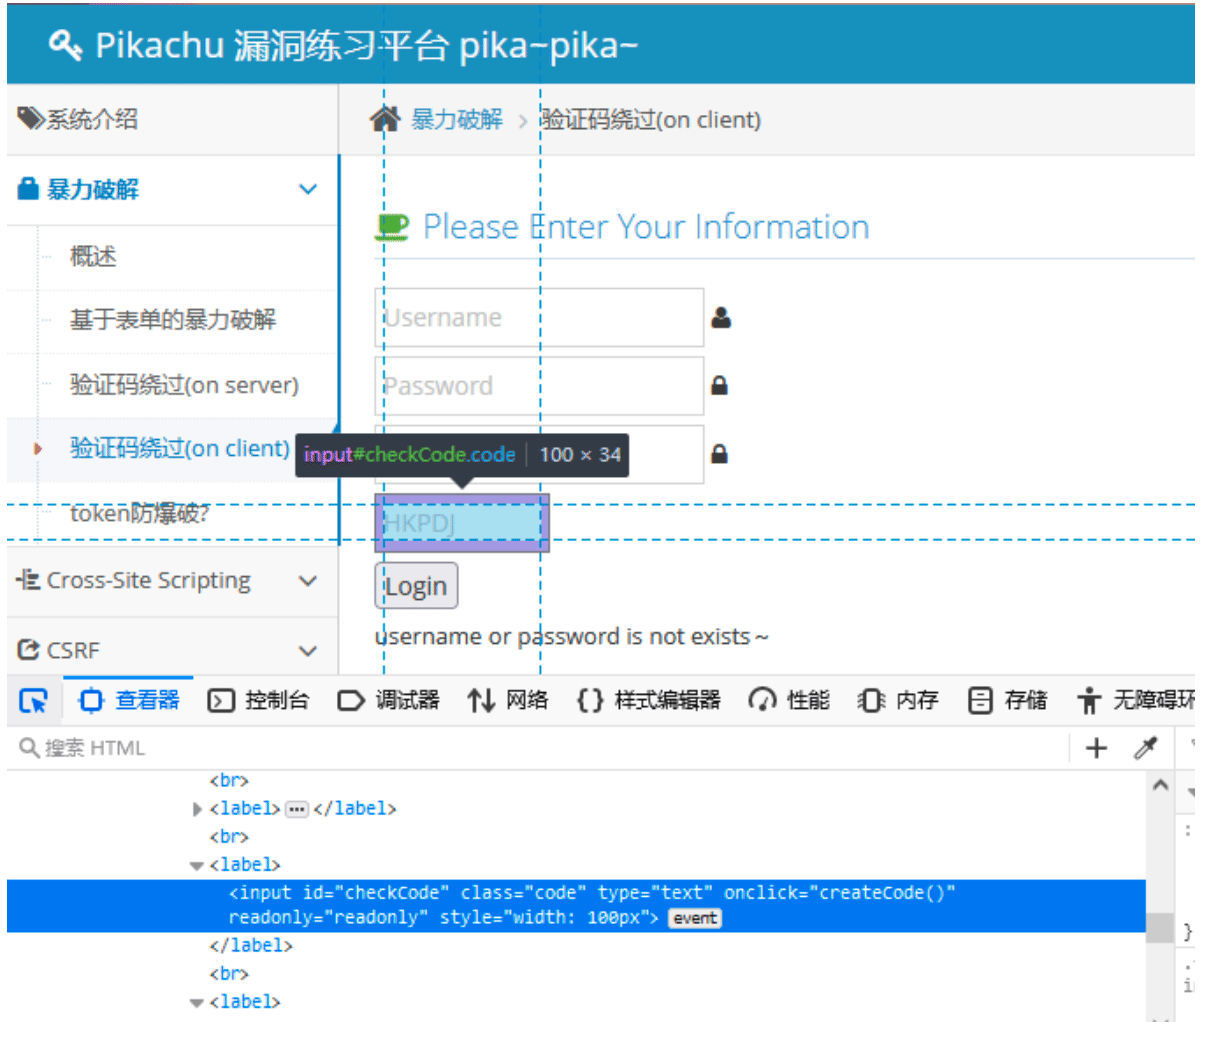 Pikachu 漏洞练习平台 pika~pika~
系统介绍
暴力破解 > 验证码绕过(on client)
暴力破解
概述
基于表单的暴力破解
验证码绕过(on server)
验证码绕过(on client)
token防爆破?
Cross-Site Scripting
CSRF
Please Enter Your Information
Username
Password
input#checkCode.code | 100 × 34
HKPDJ
Login
username or password is not exists～
查看器 控制台 调试器 网络 {} 样式编辑器 性能 内存 存储 无障碍环
搜索 HTML
<br>
<label>…</label>
<br>
<label>
<input id="checkCode" class="code" type="text" onclick="createCode()"
readonly="readonly" style="width: 100px"> event
</label>
<br>
<label>
:
}